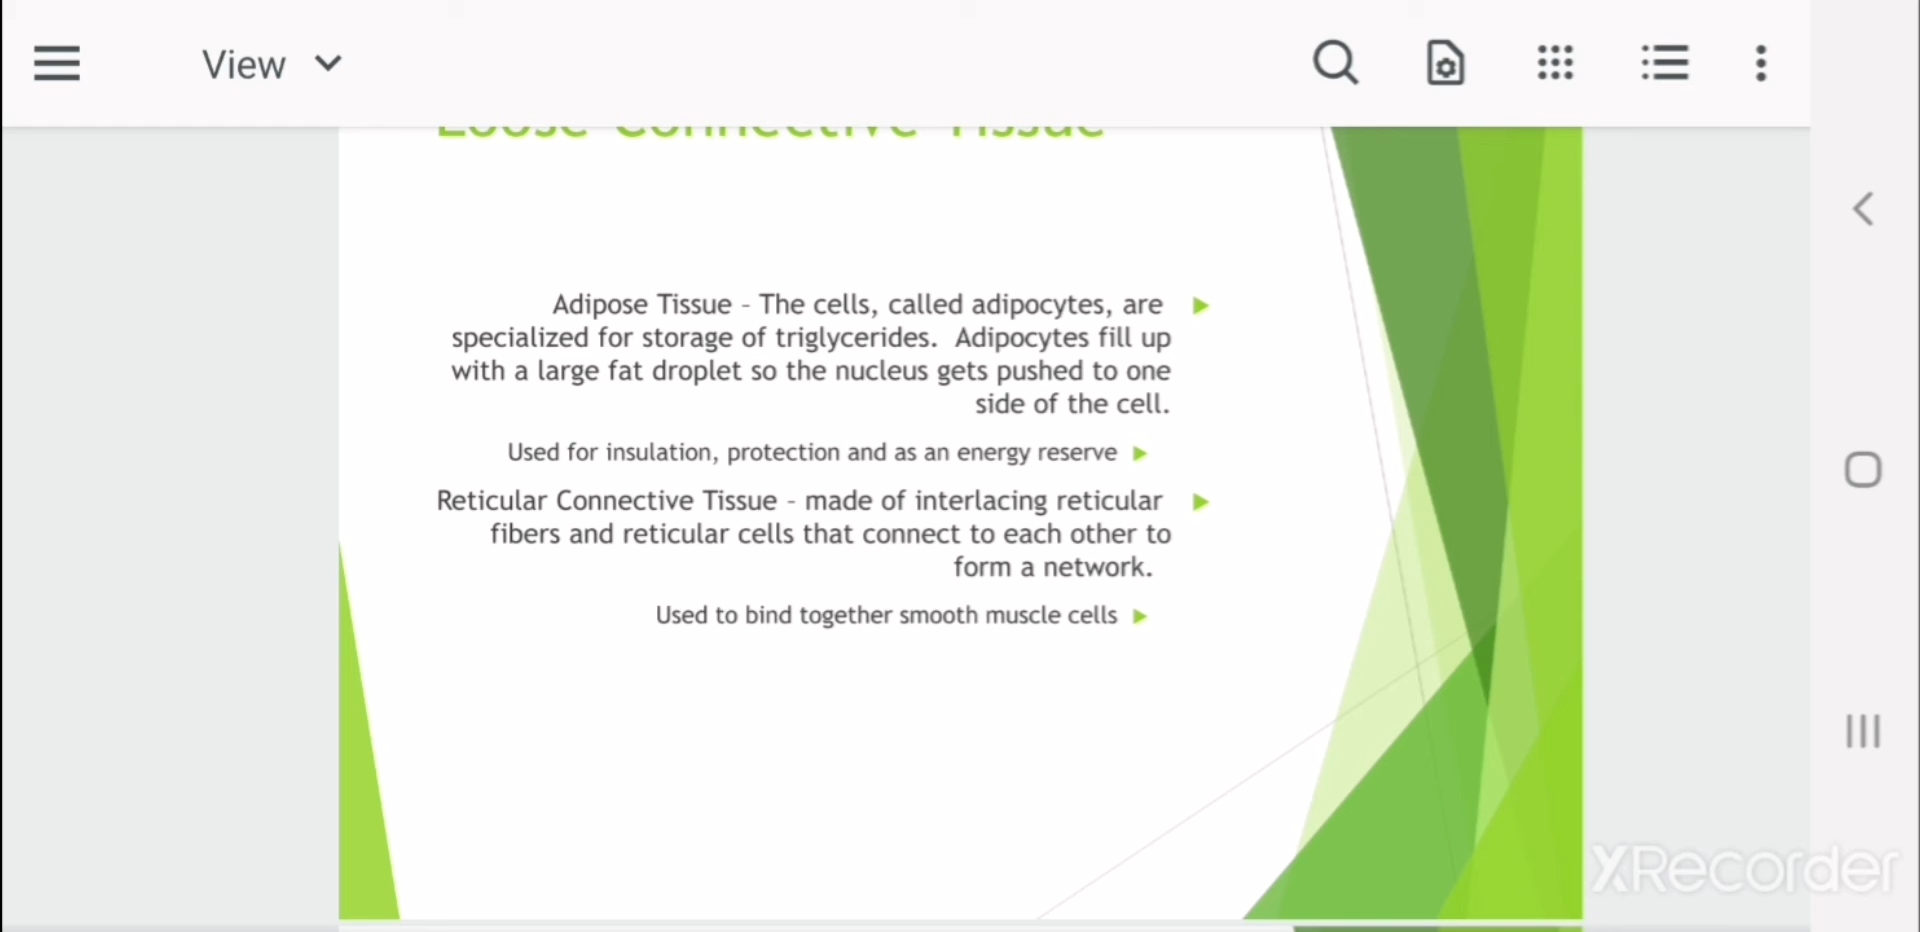 View
Loose Connective Tissue
Adipose Tissue - The cells, called adipocytes, are
specialized for storage of triglycerides. Adipocytes fill up
with a large fat droplet so the nucleus gets pushed to one
side of the cell.
Used for insulation, protection and as an energy reserve
Reticular Connective Tissue - made of interlacing reticular
fibers and reticular cells that connect to each other to
form a network.
Used to bind together smooth muscle cells
XRecorder